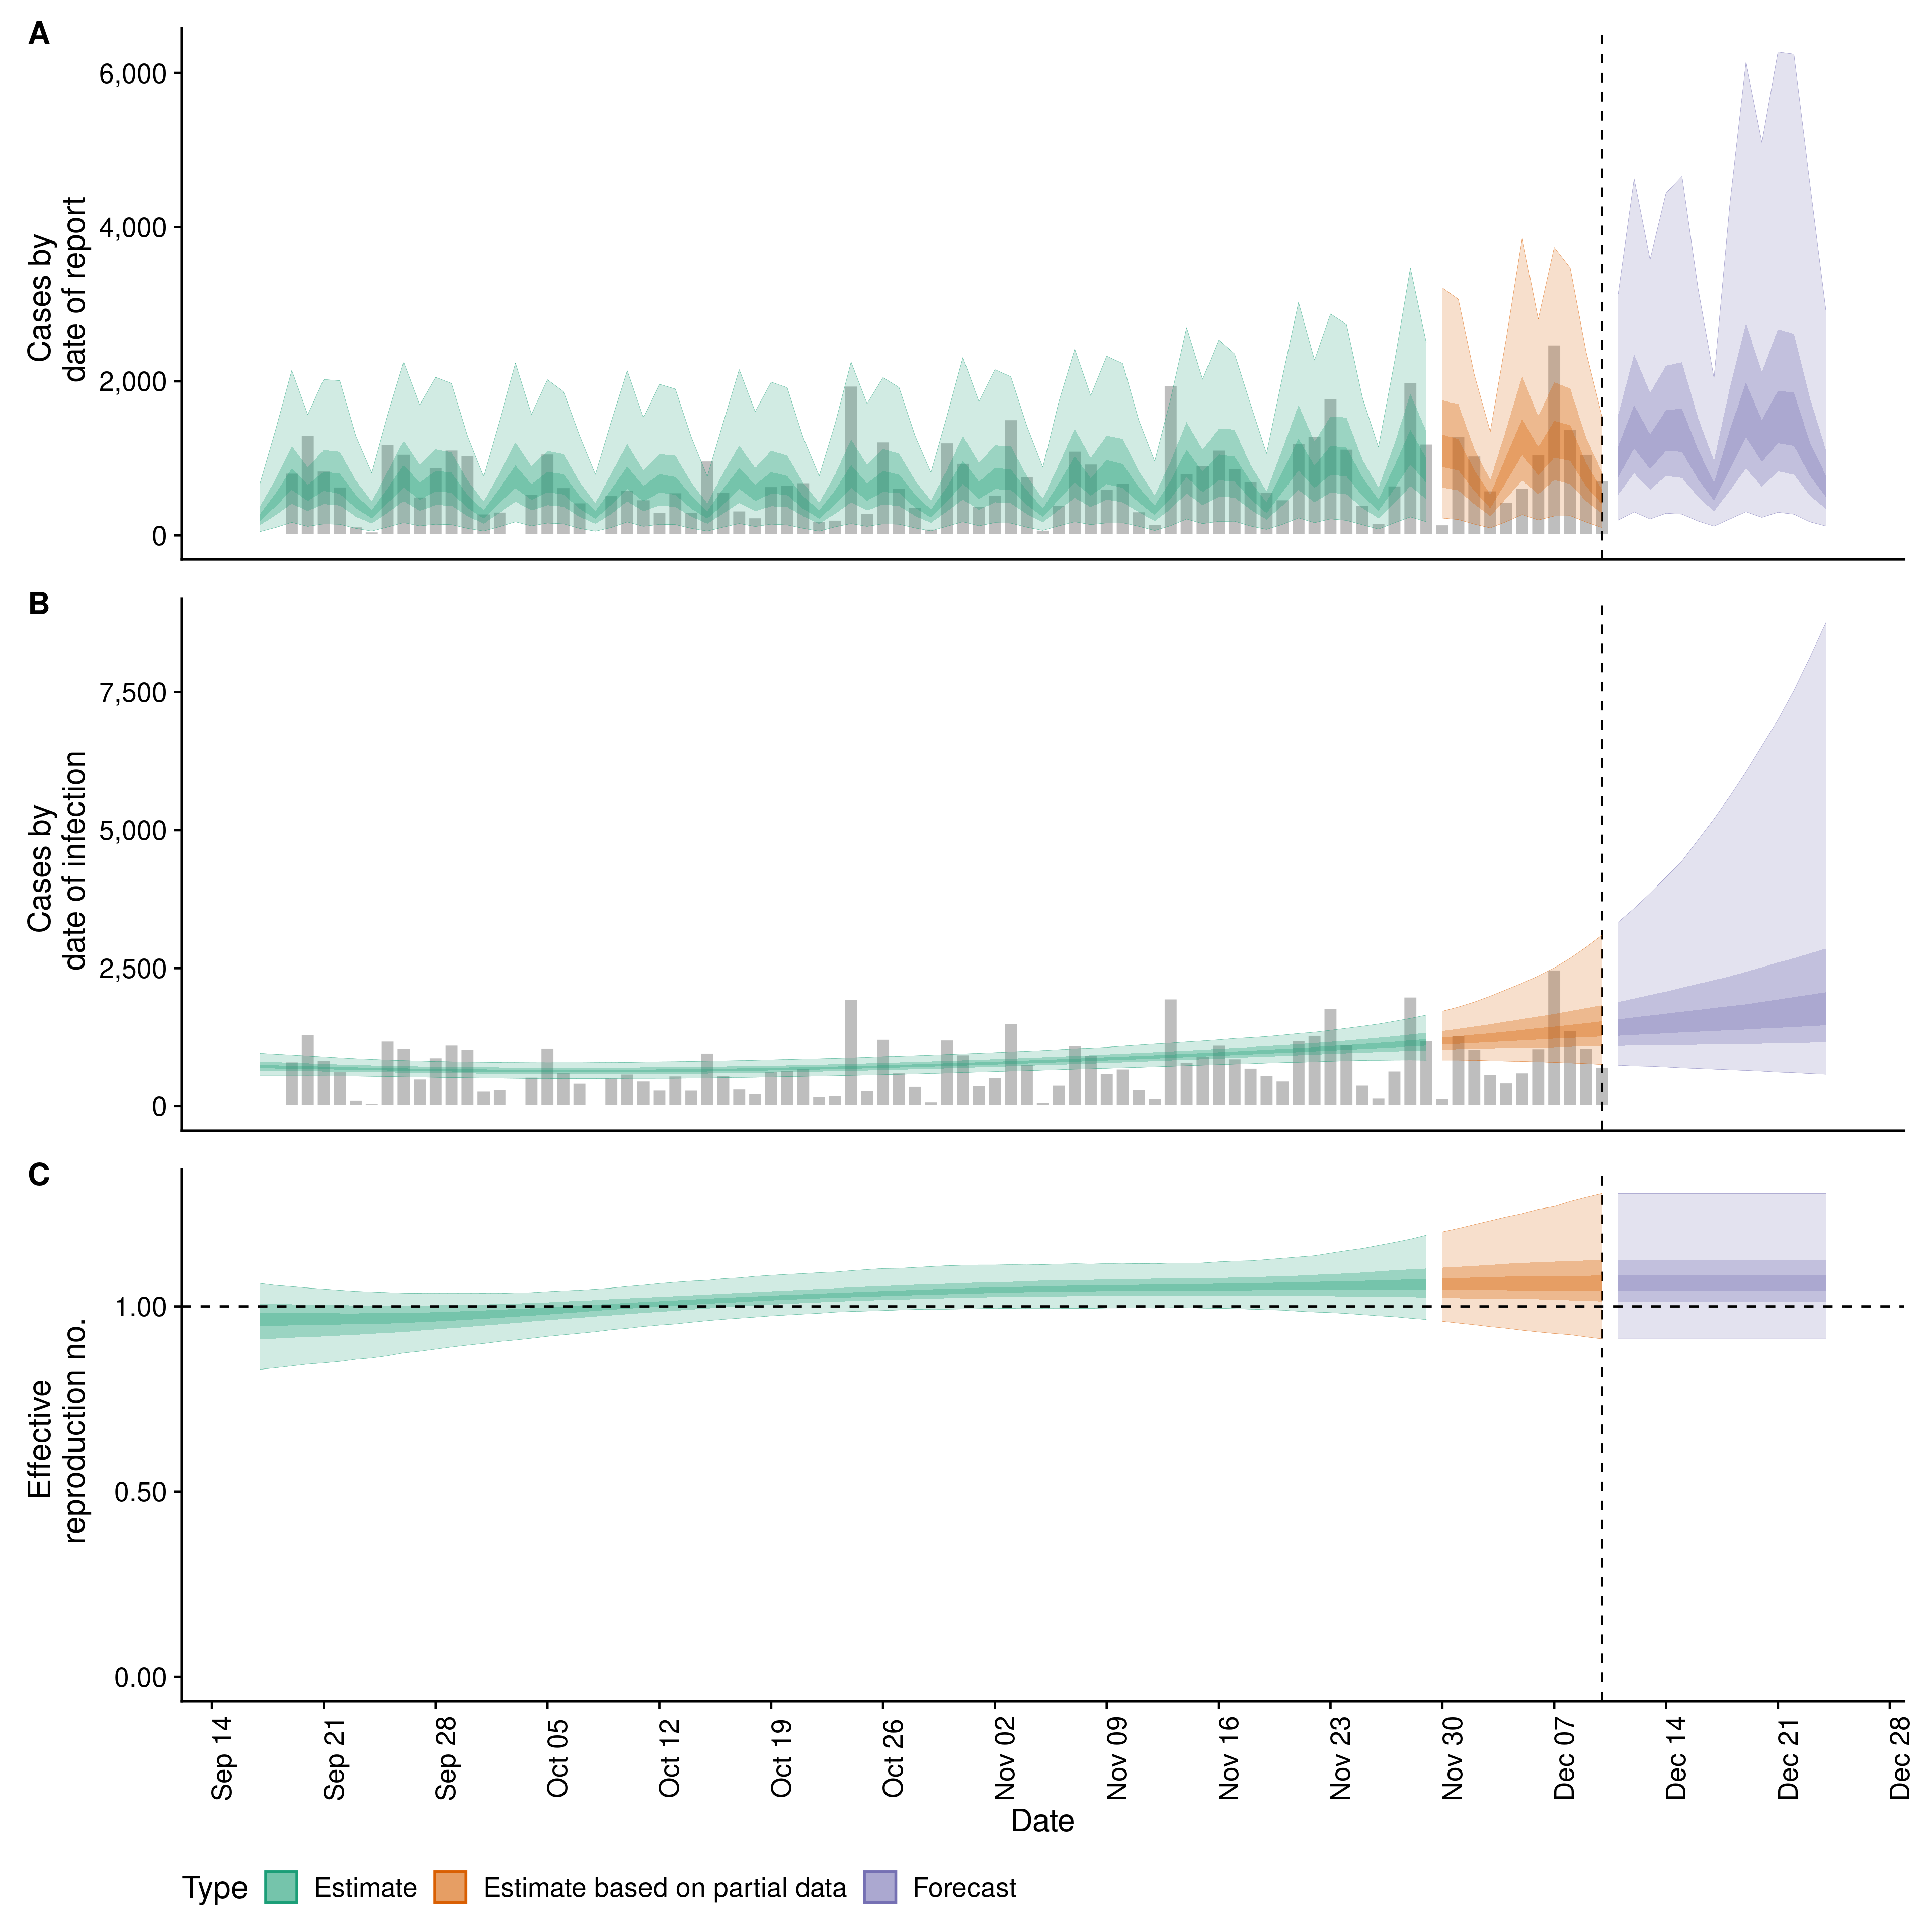 A
6,000
4,000
2,000
0
Cases by
date of report
B
7,500
5,000
2,500
0
Cases by
date of infection
C
1.00
0.50
0.00
Effective
reproduction no.
Sep 14
Sep 21
Sep 28
Oct 05
Oct 12
Oct 19
Oct 26
Nov 02
Nov 09
Nov 16
Nov 23
Nov 30
Dec 07
Dec 14
Dec 21
Dec 28
Date
Type Estimate Estimate based on partial data Forecast